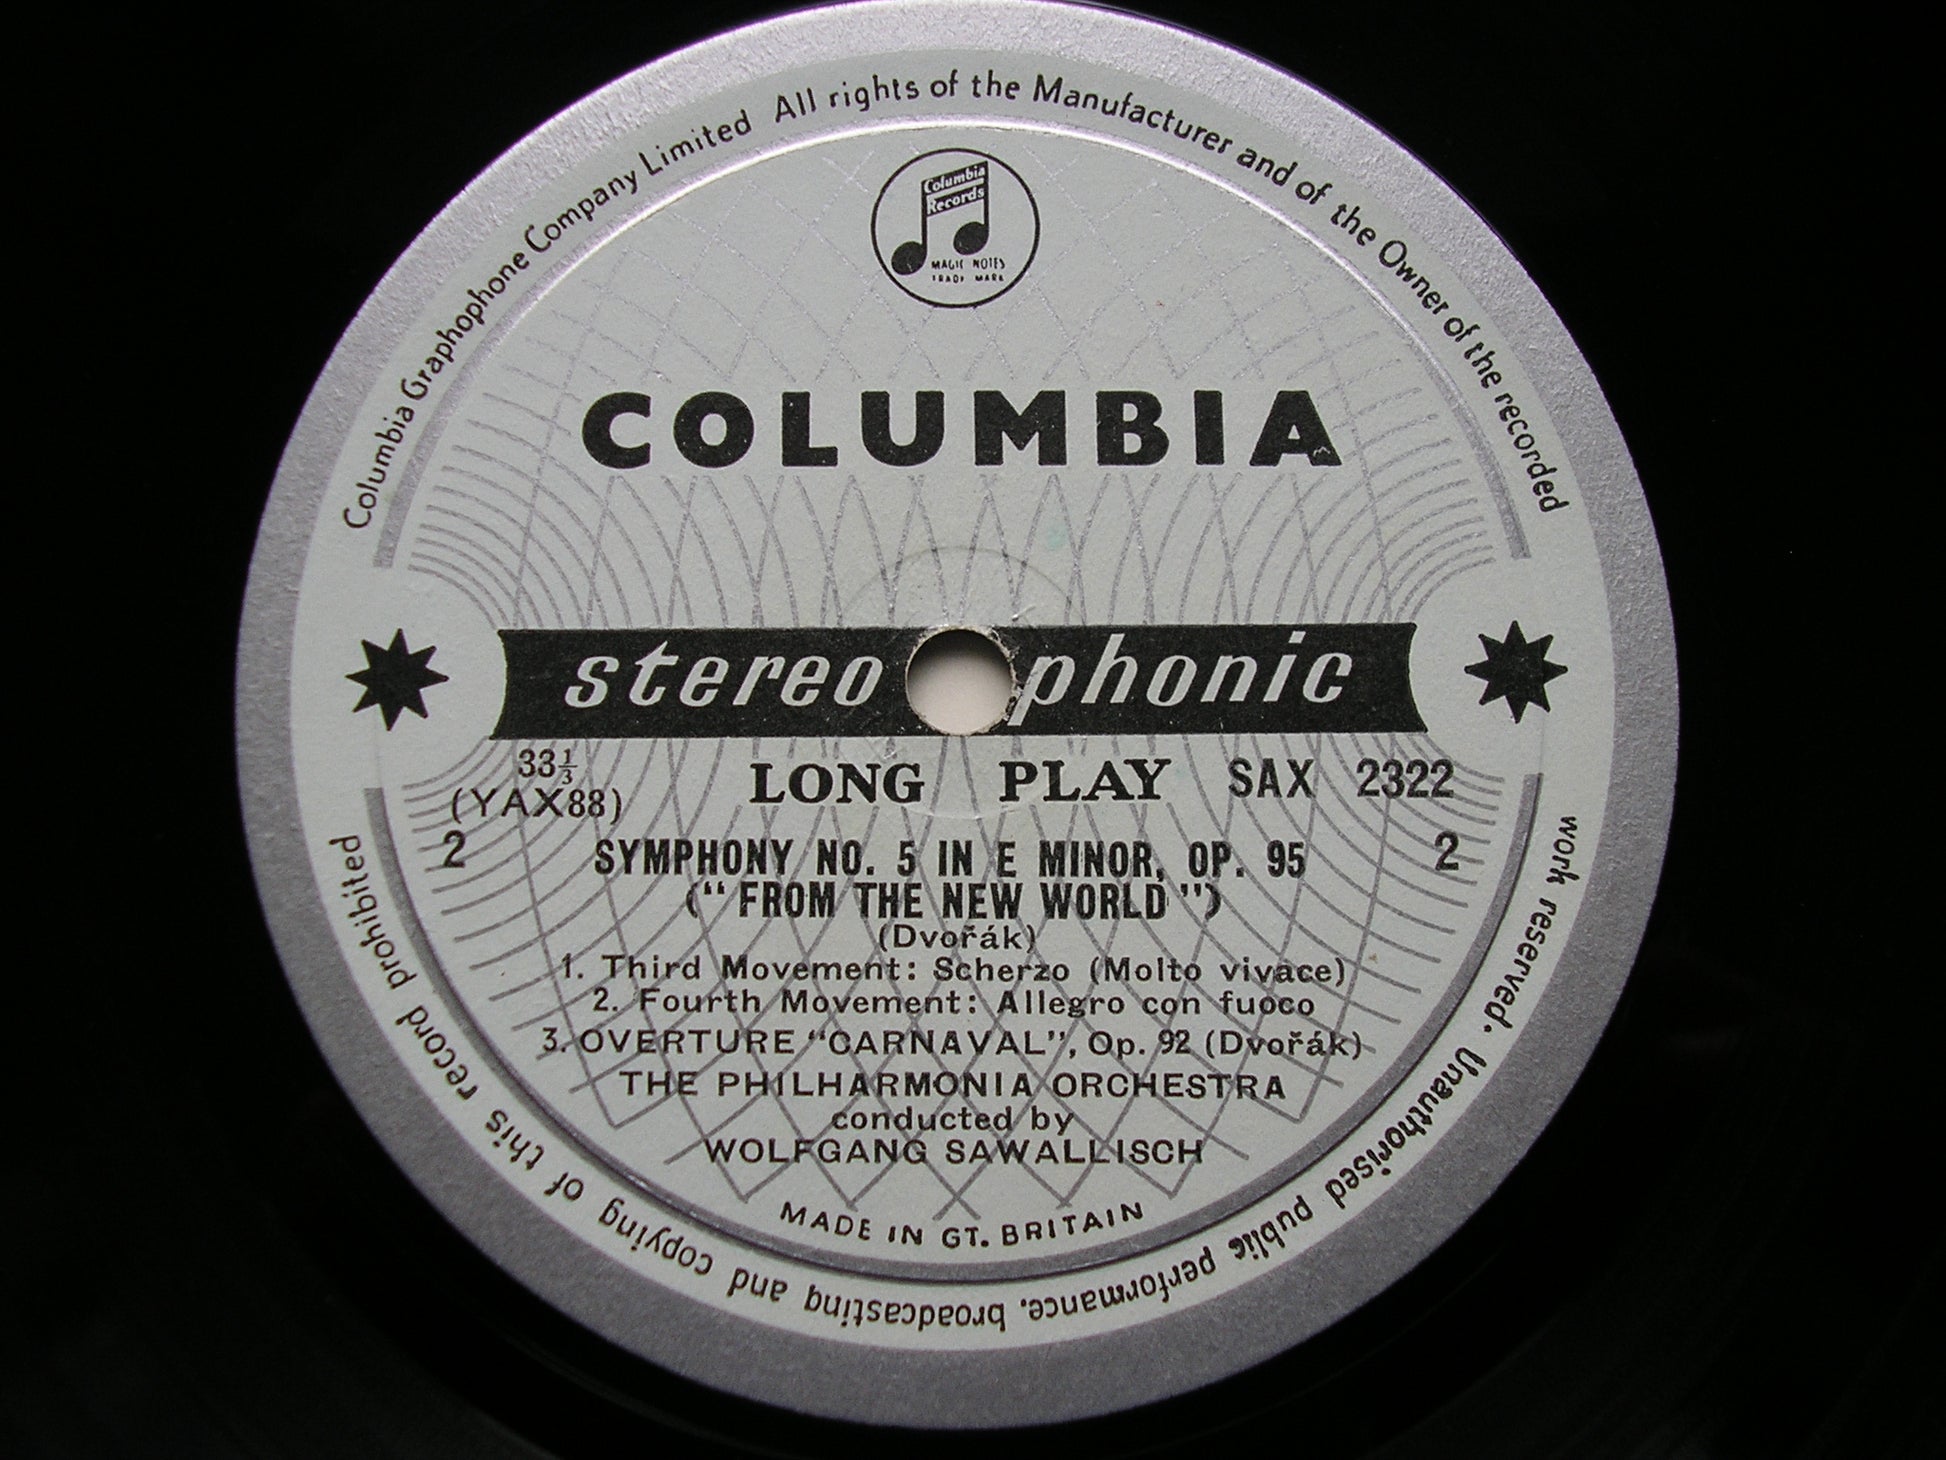 Columbia Graphophone Company Limited All rights of the Manufacturer and of the Owner of the recorded
work reserved. Unauthorised public performance, broadcasting and copying of this record prohibited
Columbia
Records
MAGIC NOTES
TRADE MARK
COLUMBIA
stereophonic
33⅓ LONG PLAY SAX 2322
(YAX88)
2 SYMPHONY NO. 5 IN E MINOR, OP. 95 2
(“FROM THE NEW WORLD”)
(Dvořák)
1. Third Movement: Scherzo (Molto vivace)
2. Fourth Movement: Allegro con fuoco
3. OVERTURE “CARNAVAL”, Op. 92 (Dvořák)
THE PHILHARMONIA ORCHESTRA
conducted by
WOLFGANG SAWALLISCH
MADE IN GT. BRITAIN